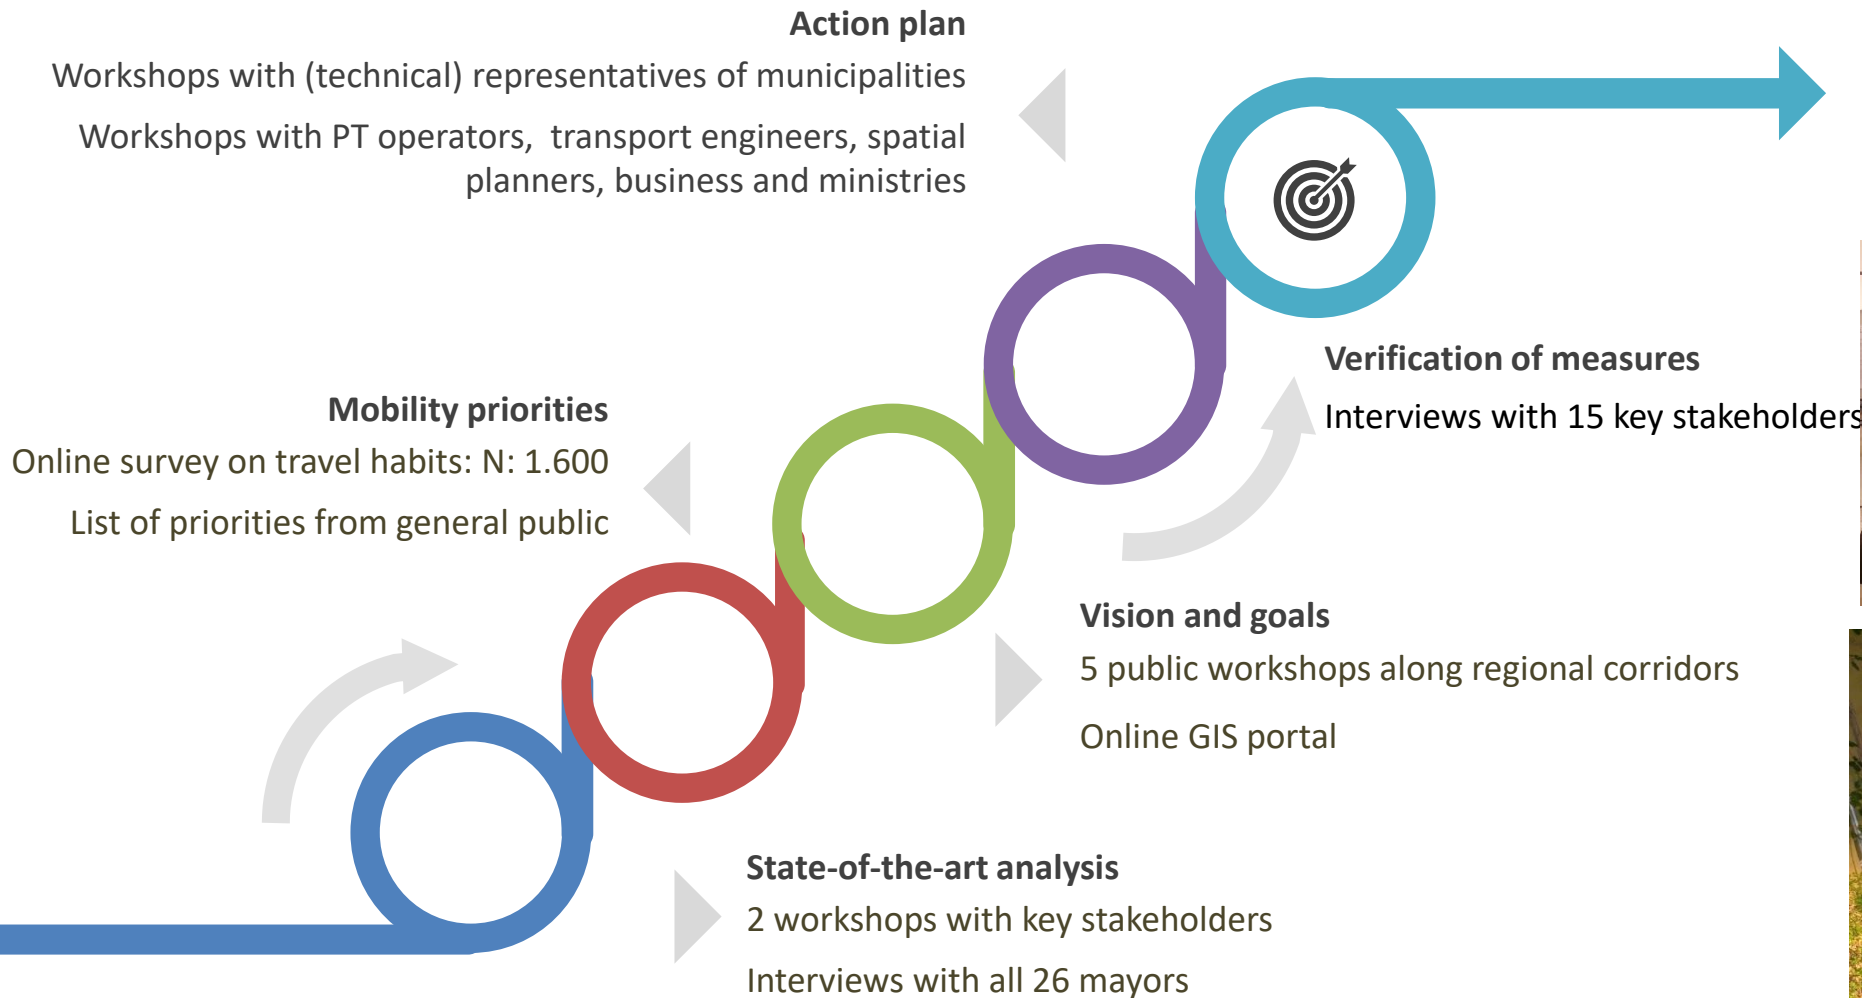 Action plan
Workshops with (technical) representatives of municipalities
Workshops with PT operators, transport engineers, spatial
planners, business and ministries
Verification of measures
Interviews with 15 key stakeholders
Mobility priorities
Online survey on travel habits: N: 1.600
List of priorities from general public
Vision and goals
5 public workshops along regional corridors
Online GIS portal
State-of-the-art analysis
2 workshops with key stakeholders
Interviews with all 26 mayors